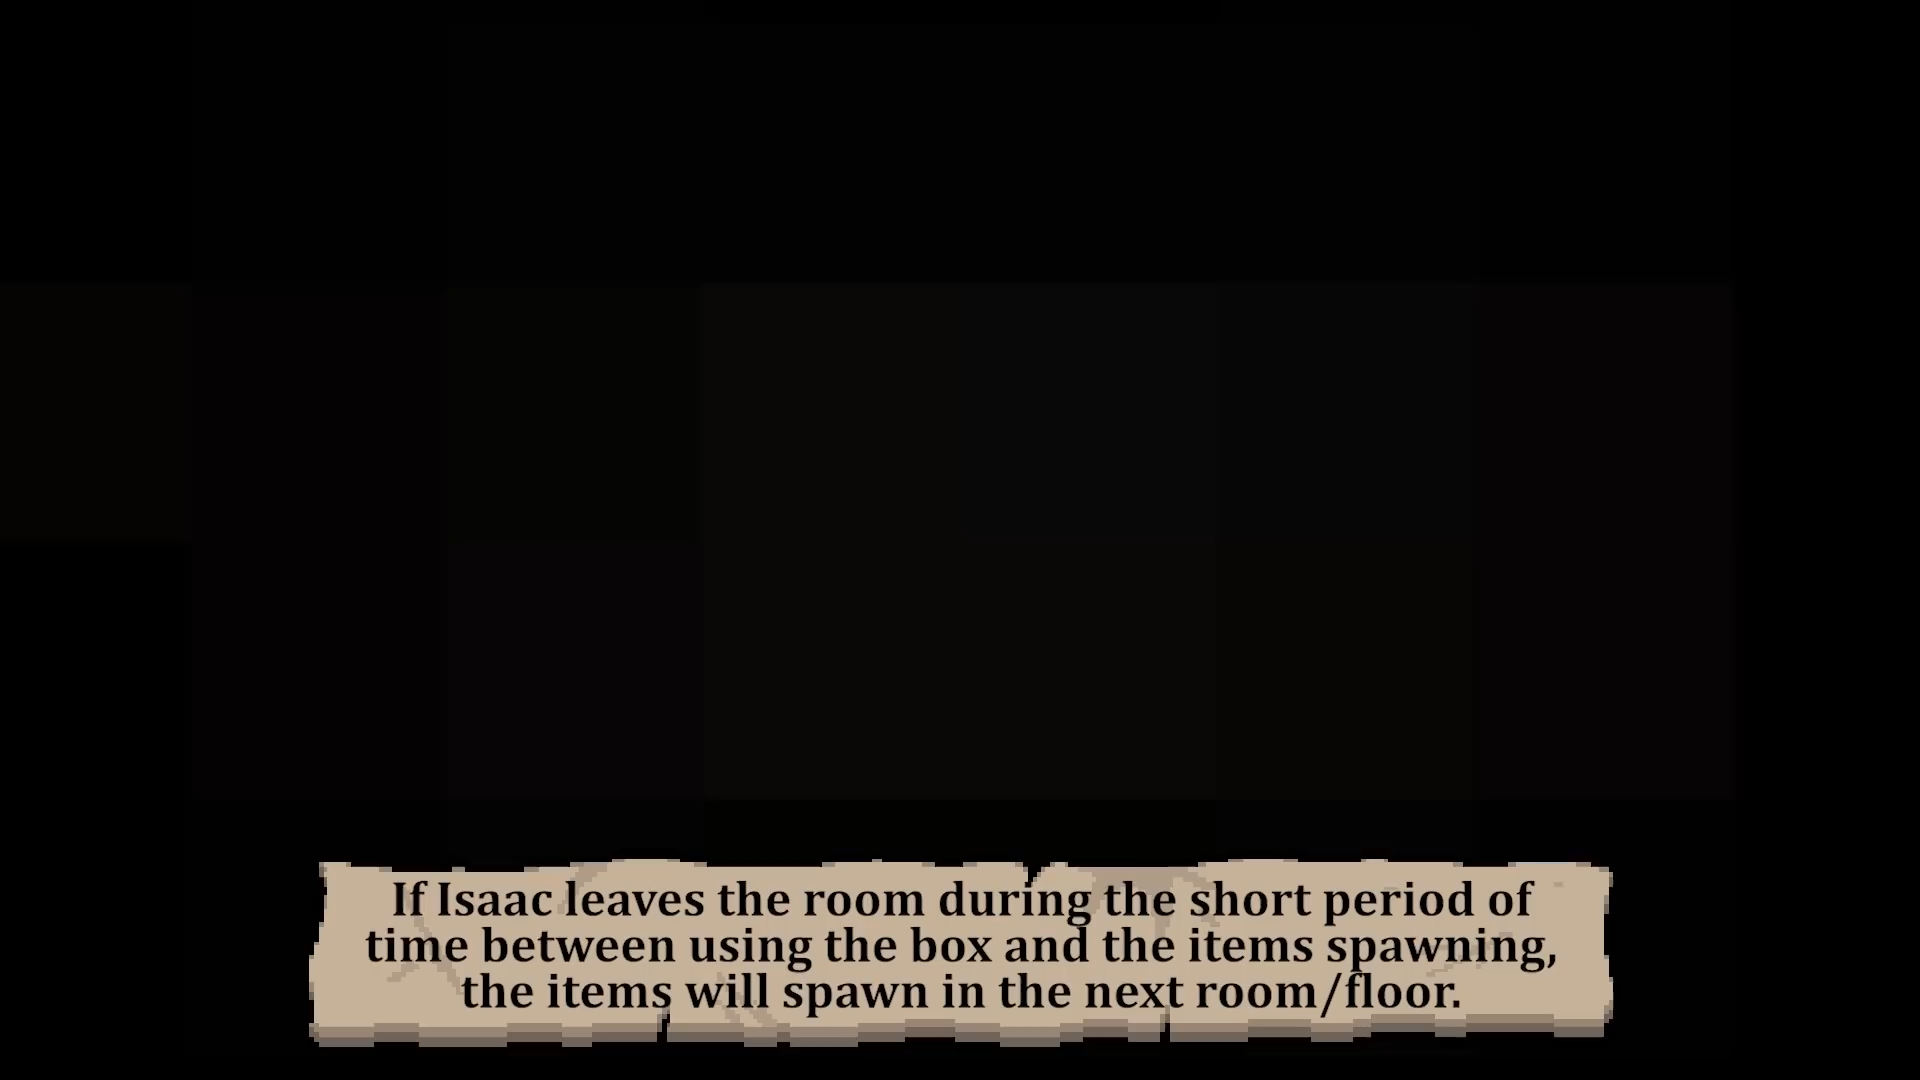 If Isaac leaves the room during the short period of
time between using the box and the items spawning,
the items will spawn in the next room/floor.